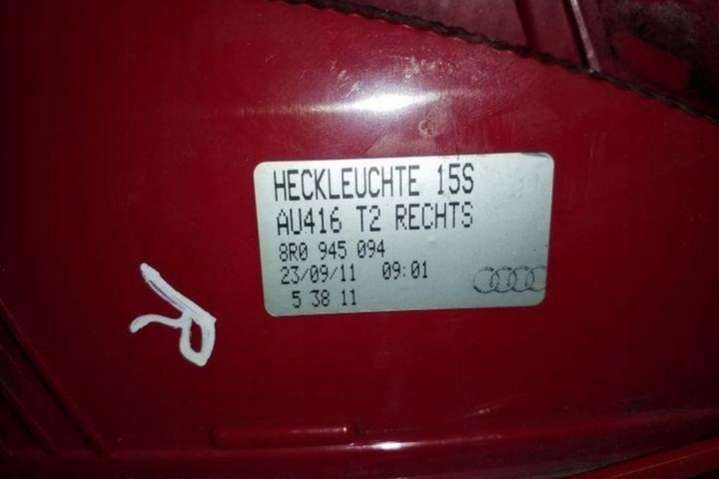 HECKLEUCHTE 15S
AU416 T2 RECHTS
8R0 945 094
23/09/11 09:01
5 38 11
R